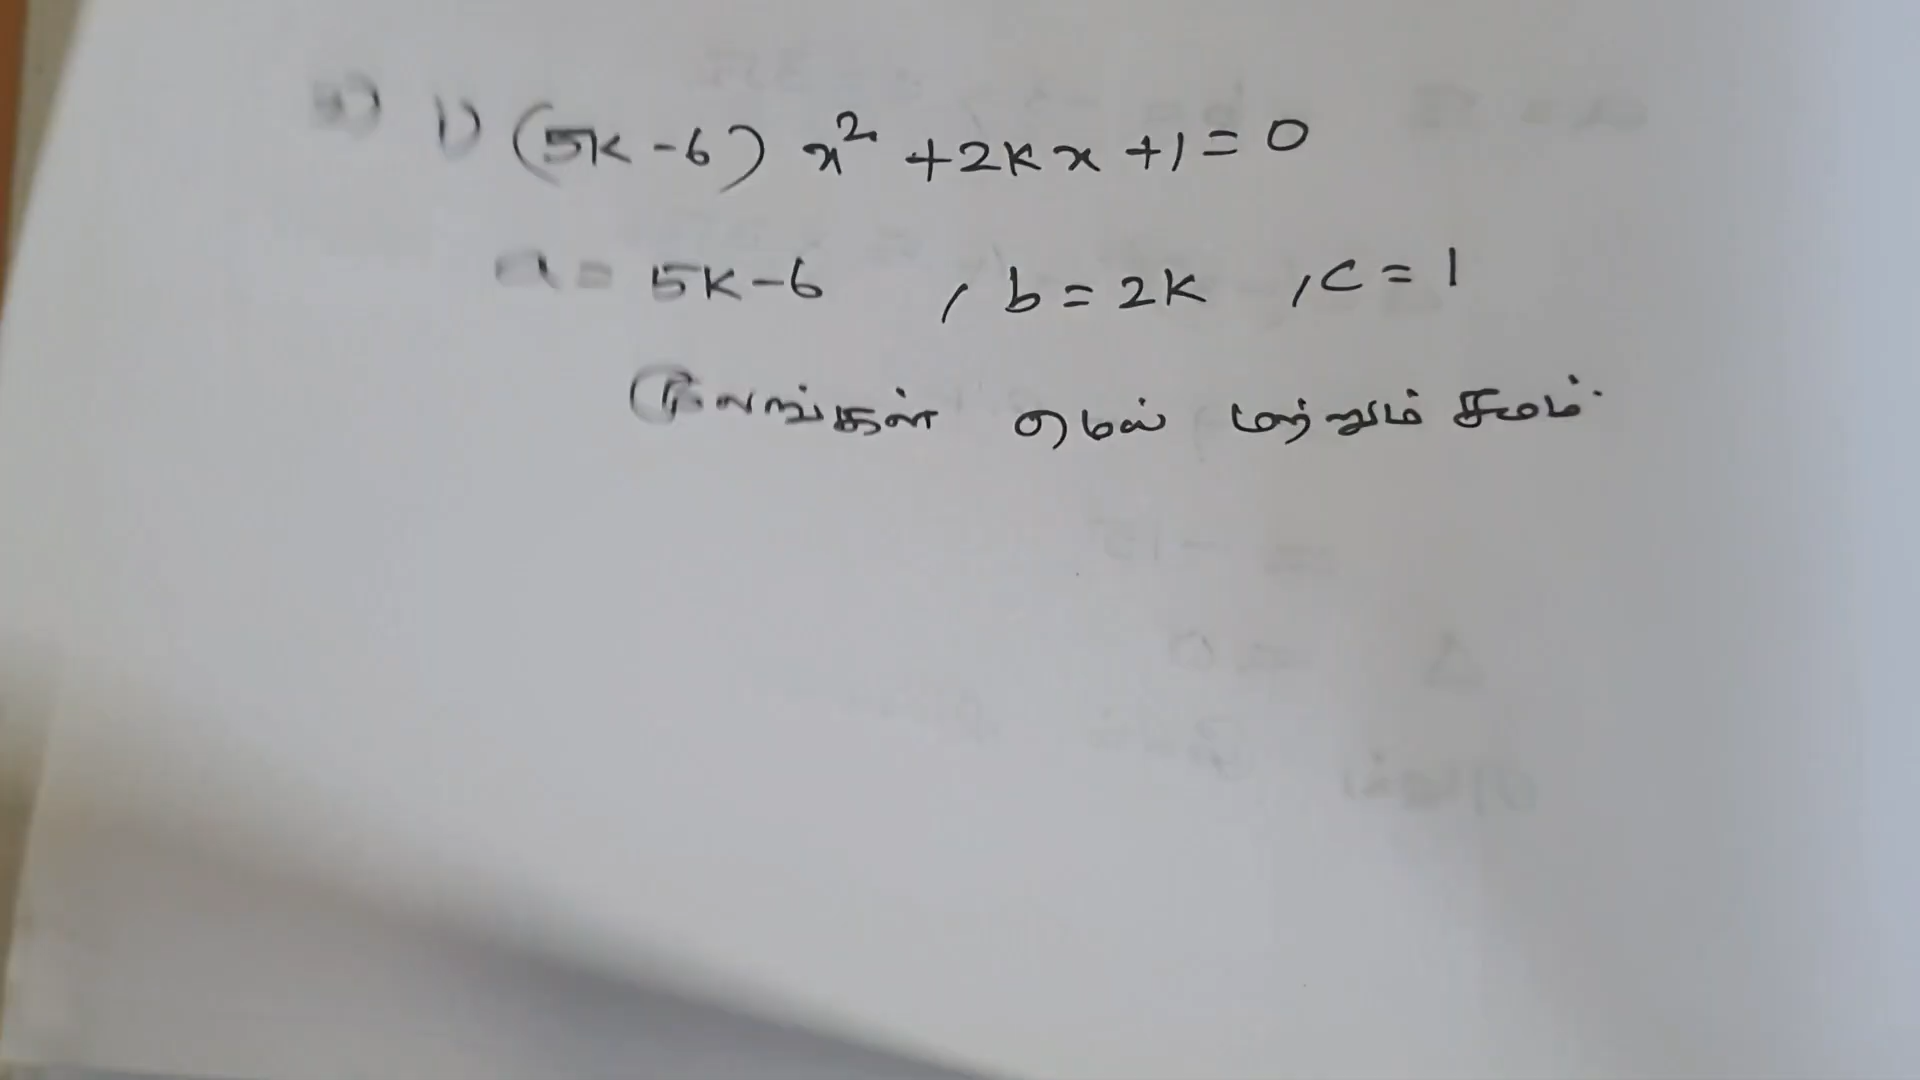 1) (5k-6) x² +2kx +1 = 0
a = 5k-6 , b = 2k , c = 1
மூலங்கள் மெய் மற்றும் சமம்.